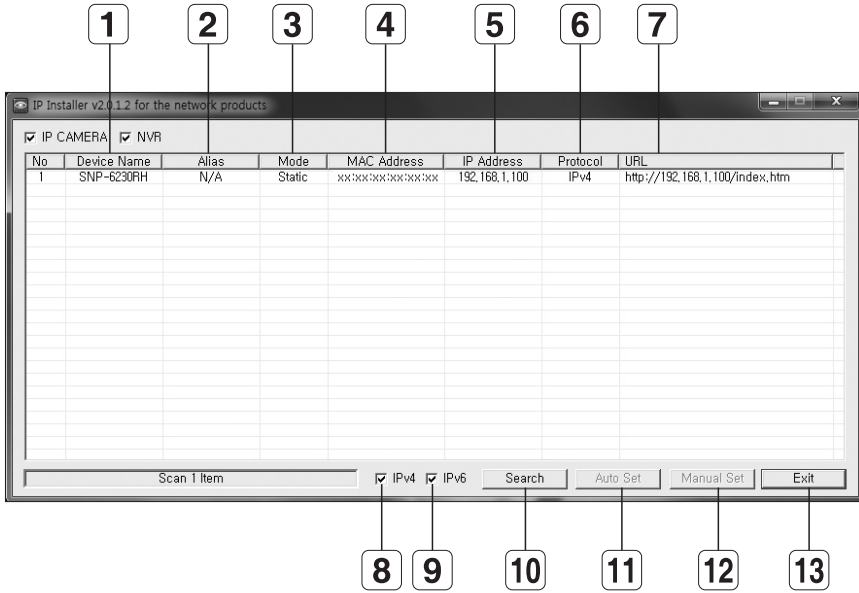 1 2 3 4 5 6 7
IP Installer v2.0.1.2 for the network products
IP CAMERA NVR
No Device Name Alias Mode MAC Address IP Address Protocol URL
1 SNP-6230RH N/A Static xx:xx:xx:xx:xx:xx 192,168,1,100 IPv4 http://192,168,1,100/index,htm
Scan 1 Item IPv4 IPv6 Search Auto Set Manual Set Exit
8 9 10 11 12 13